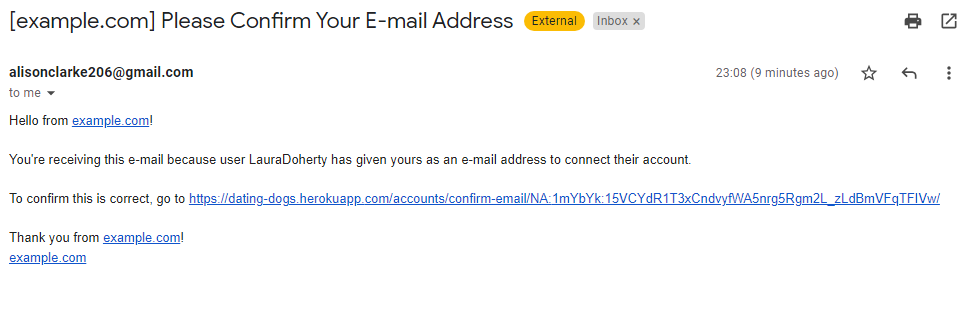 [example.com] Please Confirm Your E-mail Address External Inbox ×
alisonclarke206@gmail.com 23:08 (9 minutes ago)
to me
Hello from example.com!
You're receiving this e-mail because user LauraDoherty has given yours as an e-mail address to connect their account.
To confirm this is correct, go to https://dating-dogs.herokuapp.com/accounts/confirm-email/NA:1mYbYk:15VCYdR1T3xCndvyfWA5nrg5Rgm2L_zLdBmVFqTFIVw/
Thank you from example.com!
example.com